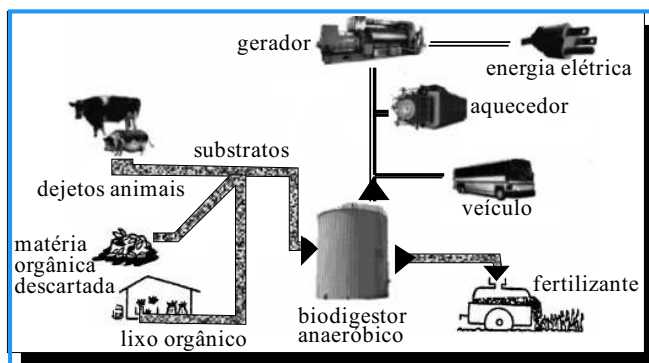 gerador
energia elétrica
aquecedor
substratos
dejetos animais
veículo
matéria
orgânica
descartada
fertilizante
biodigestor
anaeróbico
lixo orgânico